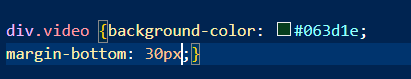 div.video {background-color: #063d1e;
margin-bottom: 30px;}